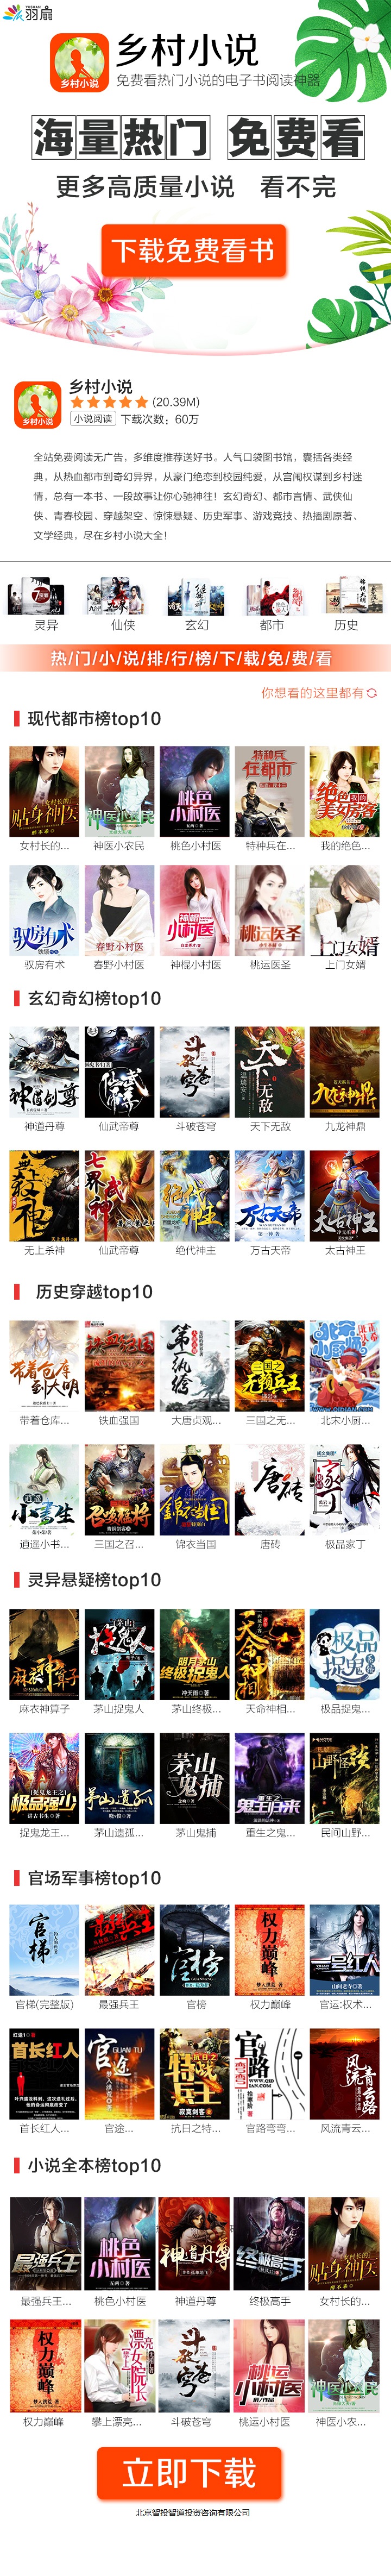 羽扇
乡村小说
乡村小说
免费看热门小说的电子书阅读神器
海量热门 免费看
更多高质量小说 看不完
下载免费看书
乡村小说
乡村小说
(20.39M)
小说阅读 下载次数：60万
全站免费阅读无广告，多维度推荐送好书。人气口袋图书馆，囊括各类经
典，从热血都市到奇幻异界，从豪门绝恋到校园纯爱，从宫闱权谋到乡村迷
情，总有一本书、一段故事让你心驰神往！玄幻奇幻、都市言情、武侠仙
侠、青春校园、穿越架空、惊悚悬疑、历史军事、游戏竞技、热播剧原著、
文学经典，尽在乡村小说大全！
灵异 仙侠 玄幻 都市 历史
热/门/小/说/排/行/榜/下/载/免/费/看
你想看的这里都有
现代都市榜top10
女村长的... 神医小农民 桃色小村医 特种兵在... 我的绝色...
驭房有术 春野小村医 神棍小村医 桃运医圣 上门女婿
玄幻奇幻榜top10
神道丹尊 仙武帝尊 斗破苍穹 天下无敌 九龙神鼎
无上杀神 仙武帝尊 绝代神主 万古天帝 太古神王
历史穿越top10
带着仓库... 铁血强国 大唐贞观... 三国之无... 北宋小厨...
逍遥小书... 三国之召... 锦衣当国 唐砖 极品家丁
灵异悬疑榜top10
麻衣神算子 茅山捉鬼人 茅山终极... 天命神相... 极品捉鬼...
捉鬼龙王... 茅山遗孤... 茅山鬼捕 重生之鬼... 民间山野...
官场军事榜top10
官梯(完整版) 最强兵王 官榜 权力巅峰 官运:权术...
首长红人... 官途... 抗日之特... 官路弯弯... 风流青云...
小说全本榜top10
最强兵王... 桃色小村医 神道丹尊 终极高手 女村长的...
权力巅峰 攀上漂亮... 斗破苍穹 桃运小村医 神医小农...
立即下载
北京智投智道投资咨询有限公司